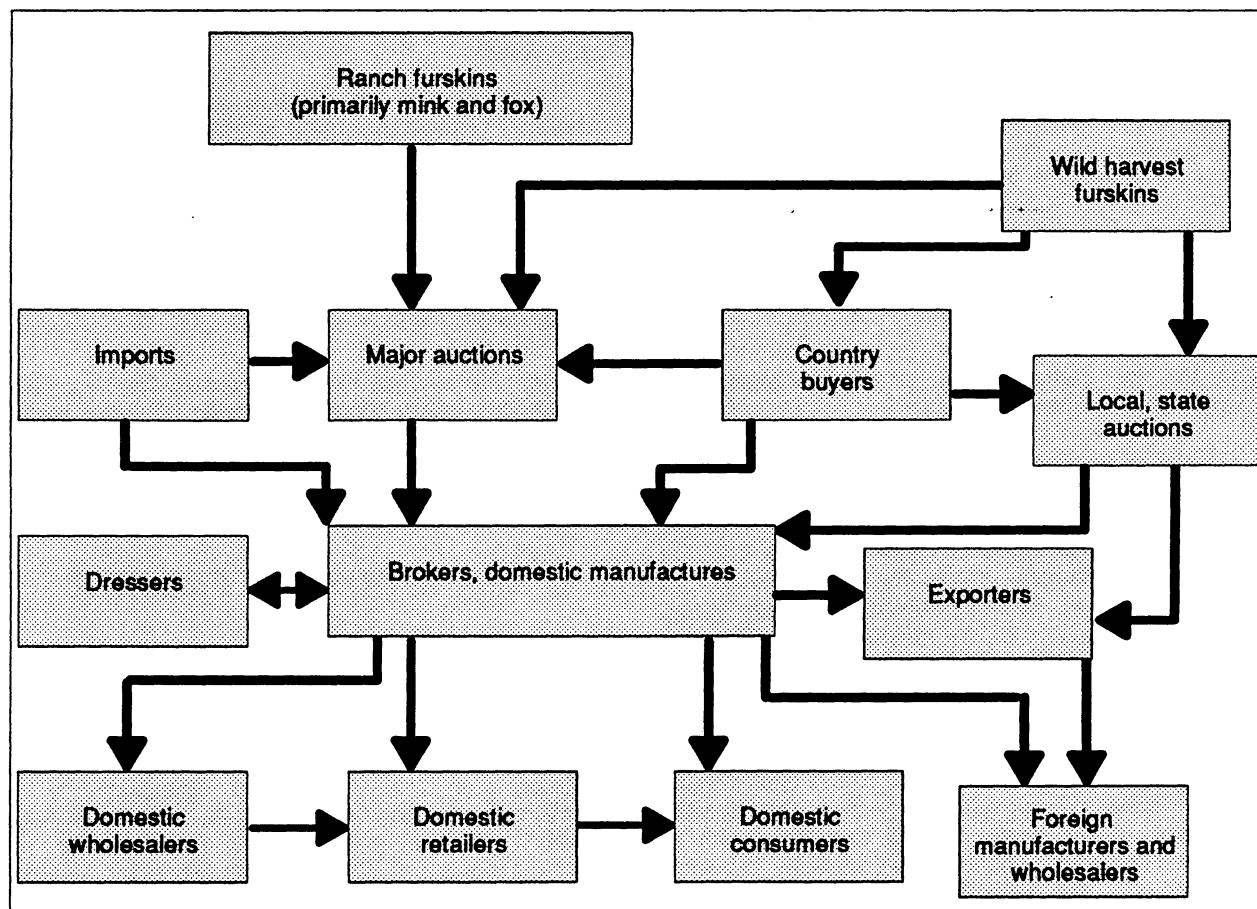 Ranch furskins
(primarily mink and fox)
Wild harvest
furskins
Imports
Major auctions
Country
buyers
Local, state
auctions
Dressers
Brokers, domestic manufactures
Exporters
Domestic
wholesalers
Domestic
retailers
Domestic
consumers
Foreign
manufacturers and
wholesalers